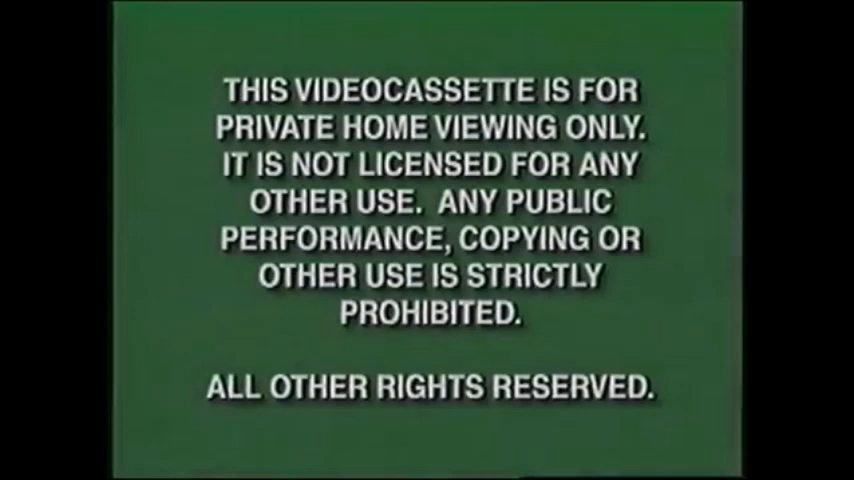 THIS VIDEOCASSETTE IS FOR
PRIVATE HOME VIEWING ONLY.
IT IS NOT LICENSED FOR ANY
OTHER USE.  ANY PUBLIC
PERFORMANCE, COPYING OR
OTHER USE IS STRICTLY
PROHIBITED.
ALL OTHER RIGHTS RESERVED.